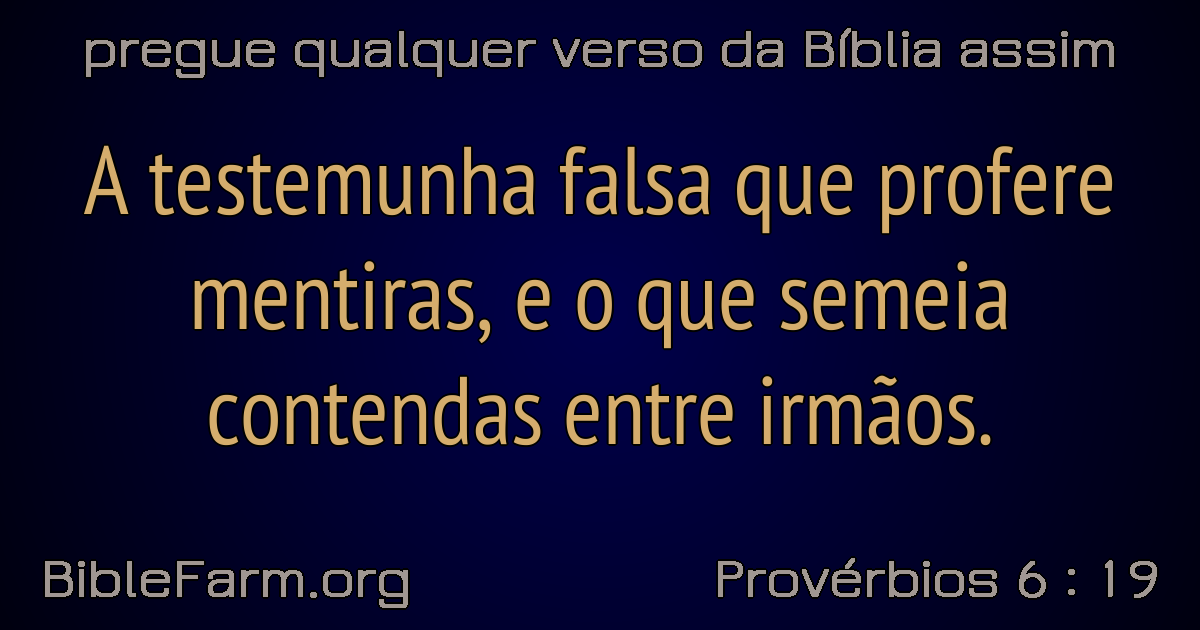 pregue qualquer verso da Bíblia assim
A testemunha falsa que profere
mentiras, e o que semeia
contendas entre irmãos.
BibleFarm.org
Provérbios 6 : 19